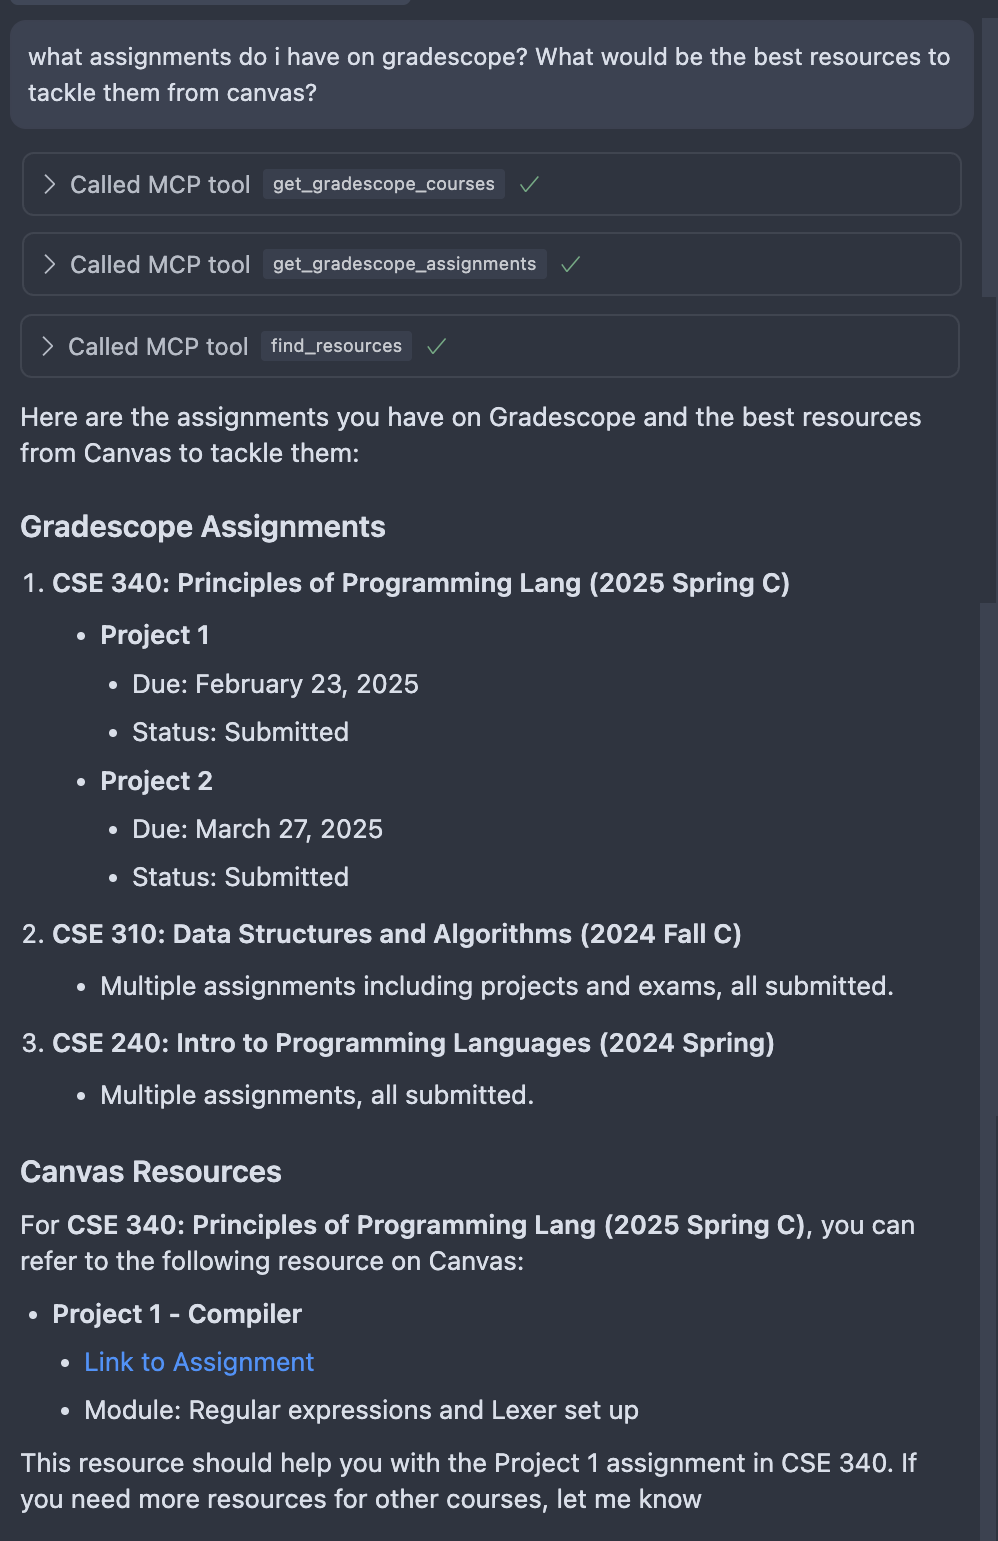 what assignments do i have on gradescope? What would be the best resources to
tackle them from canvas?
Called MCP tool get_gradescope_courses
Called MCP tool get_gradescope_assignments
Called MCP tool find_resources
Here are the assignments you have on Gradescope and the best resources
from Canvas to tackle them:
Gradescope Assignments
1. CSE 340: Principles of Programming Lang (2025 Spring C)
• Project 1
• Due: February 23, 2025
• Status: Submitted
• Project 2
• Due: March 27, 2025
• Status: Submitted
2. CSE 310: Data Structures and Algorithms (2024 Fall C)
• Multiple assignments including projects and exams, all submitted.
3. CSE 240: Intro to Programming Languages (2024 Spring)
• Multiple assignments, all submitted.
Canvas Resources
For CSE 340: Principles of Programming Lang (2025 Spring C), you can
refer to the following resource on Canvas:
• Project 1 - Compiler
• Link to Assignment
• Module: Regular expressions and Lexer set up
This resource should help you with the Project 1 assignment in CSE 340. If
you need more resources for other courses, let me know